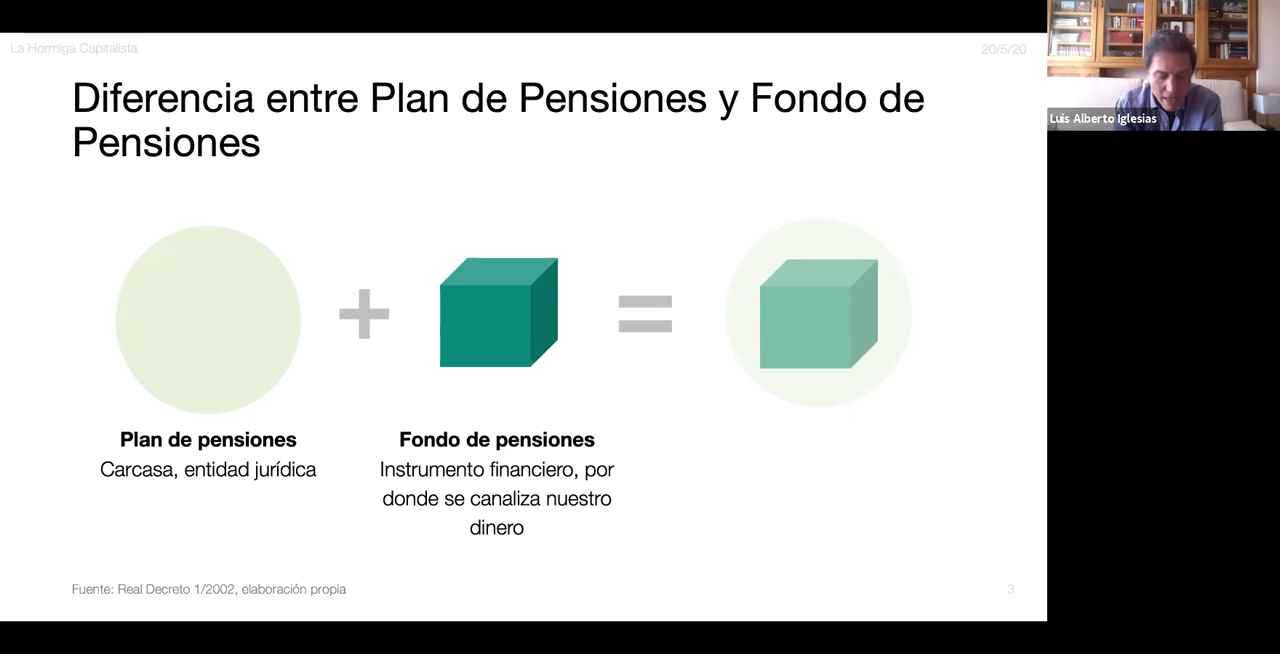 La Hormiga Capitalista
20/5/20
Diferencia entre Plan de Pensiones y Fondo de
Pensiones
Plan de pensiones
Carcasa, entidad jurídica
Fondo de pensiones
Instrumento financiero, por
donde se canaliza nuestro
dinero
Fuente: Real Decreto 1/2002, elaboración propia
3
Luis Alberto Iglesias